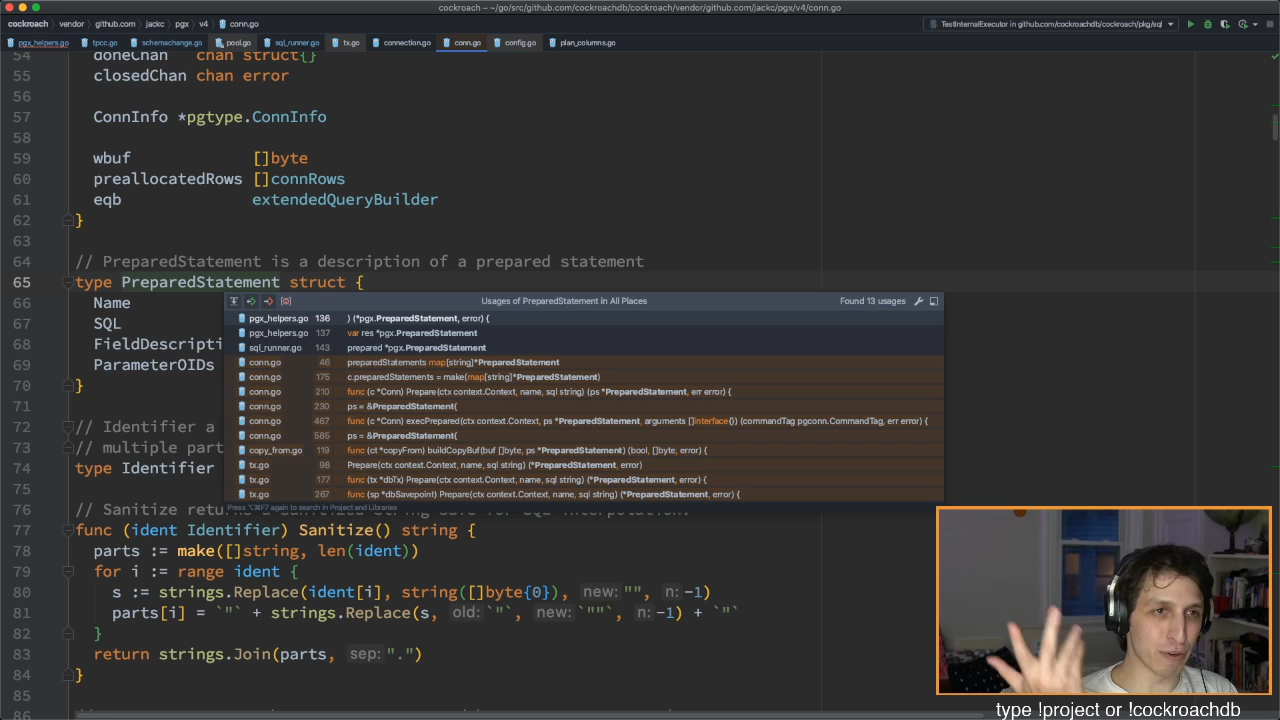 cockroach – ~/go/src/github.com/cockroachdb/cockroach/vendor/github.com/jackc/pgx/v4/conn.go
cockroach › vendor › github.com › jackc › pgx › v4 › conn.go
TestInternalExecutor in github.com/cockroachdb/cockroach/pkg/sql
pgx_helpers.go tpcc.go schemachange.go pool.go sql_runner.go tx.go connection.go conn.go config.go plan_columns.go
54 doneChan chan struct{}
55 closedChan chan error
56
57 ConnInfo *pgtype.ConnInfo
58
59 wbuf []byte
60 preallocatedRows []connRows
61 eqb extendedQueryBuilder
62 }
63
64 // PreparedStatement is a description of a prepared statement
65 type PreparedStatement struct {
66 Name
67 SQL
68 FieldDescripti
69 ParameterOIDs
70 }
71
72 // Identifier a
73 // multiple part
74 type Identifier
75
76 // Sanitize returns a sanitized string safe for SQL interpolation.
77 func (ident Identifier) Sanitize() string {
78 parts := make([]string, len(ident))
79 for i := range ident {
80 s := strings.Replace(ident[i], string([]byte{0}), new: "", n: -1)
81 parts[i] = `"` + strings.Replace(s, old: `"`, new: `""`, n: -1) + `"`
82 }
83 return strings.Join(parts, sep: ".")
84 }
85
86
Usages of PreparedStatement in All Places Found 13 usages
pgx_helpers.go 136 ) (*pgx.PreparedStatement, error) {
pgx_helpers.go 137 var res *pgx.PreparedStatement
sql_runner.go 143 prepared *pgx.PreparedStatement
conn.go 46 preparedStatements map[string]*PreparedStatement
conn.go 175 c.preparedStatements = make(map[string]*PreparedStatement)
conn.go 210 func (c *Conn) Prepare(ctx context.Context, name, sql string) (ps *PreparedStatement, err error) {
conn.go 230 ps = &PreparedStatement{
conn.go 467 func (c *Conn) execPrepared(ctx context.Context, ps *PreparedStatement, arguments []interface{}) (commandTag pgconn.CommandTag, err error) {
conn.go 585 ps = &PreparedStatement{
copy_from.go 119 func (ct *copyFrom) buildCopyBuf(buf []byte, ps *PreparedStatement) (bool, []byte, error) {
tx.go 98 Prepare(ctx context.Context, name, sql string) (*PreparedStatement, error)
tx.go 177 func (tx *dbTx) Prepare(ctx context.Context, name, sql string) (*PreparedStatement, error) {
tx.go 267 func (sp *dbSavepoint) Prepare(ctx context.Context, name, sql string) (*PreparedStatement, error) {
Press ⌥⌘F7 again to search in Project and Libraries
type !project or !cockroachdb